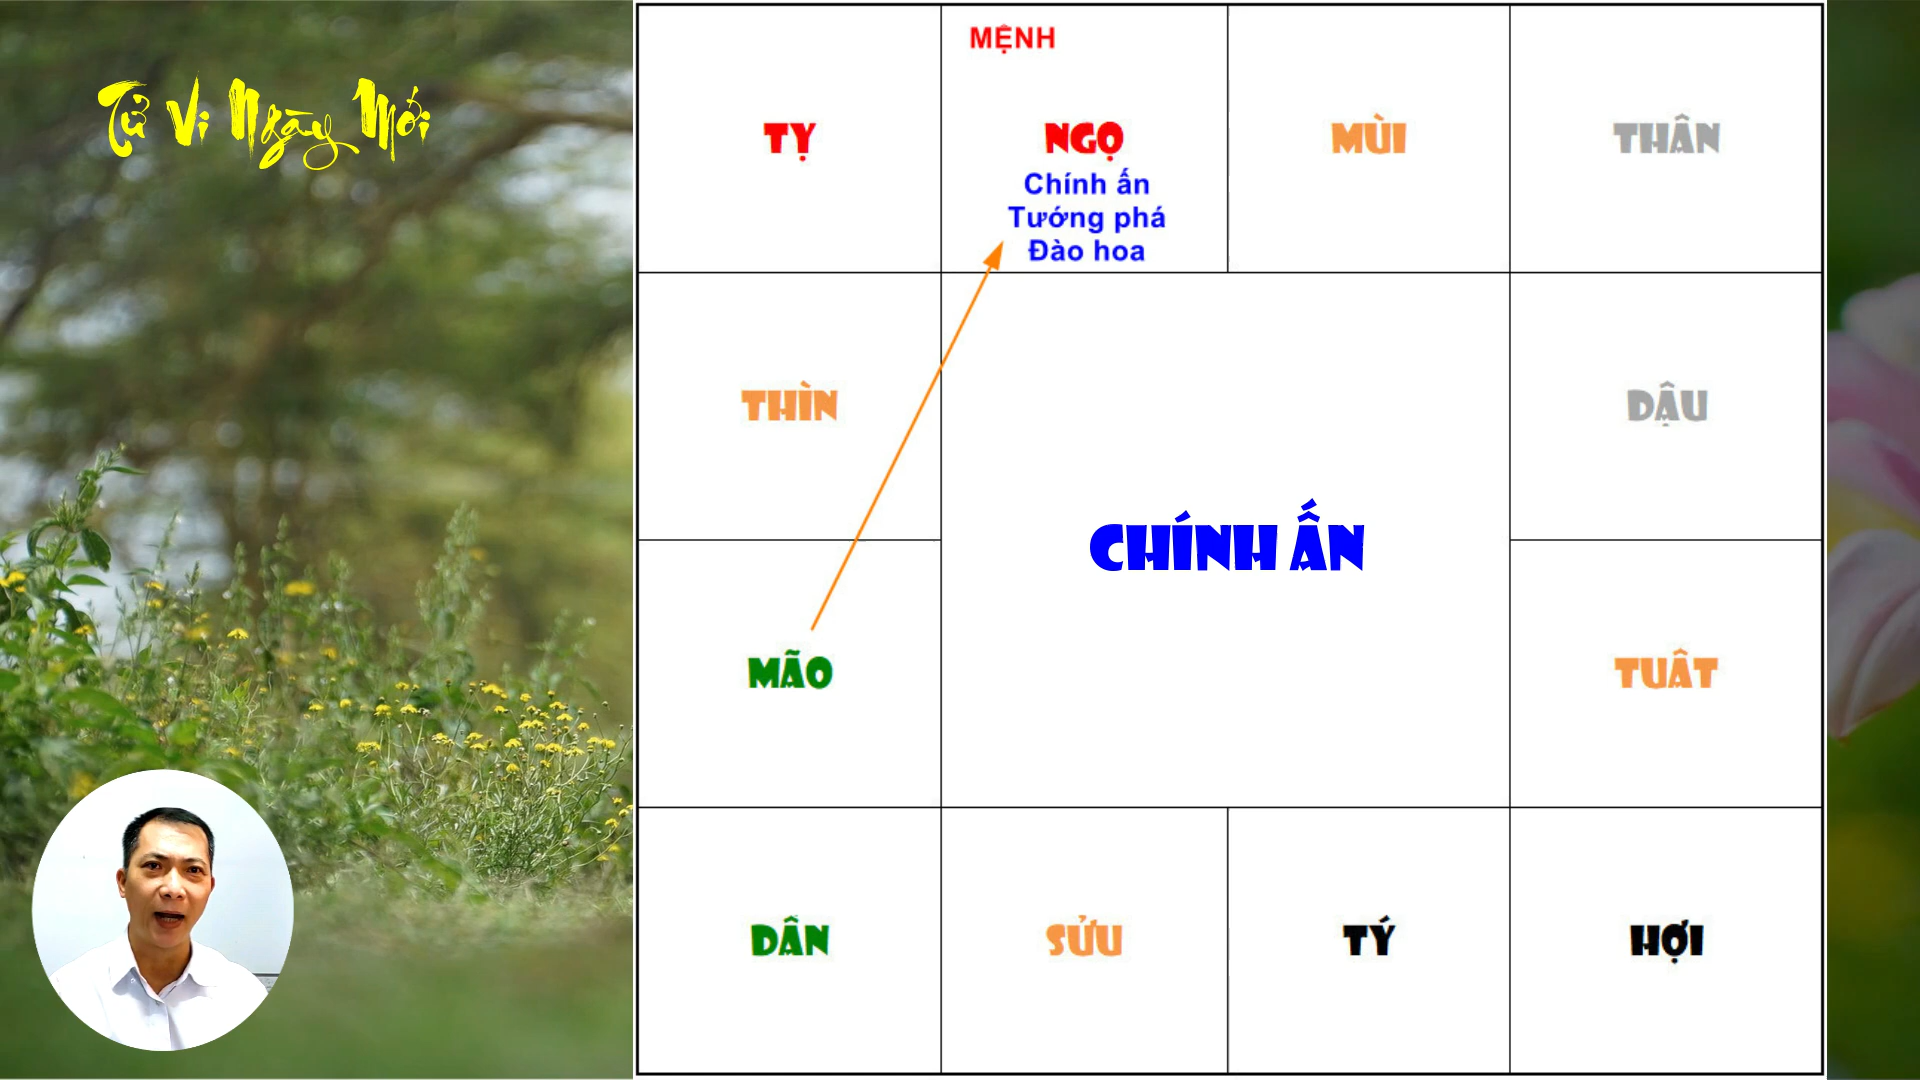 Tử Vi Ngày Mới
MỆNH
TỴ
NGỌ
MÙI
THÂN
Chính ấn
Tướng phá
Đào hoa
THÌN
DẬU
CHÍNH ẤN
MÃO
TUẤT
DẦN
SỬU
TÝ
HỢI